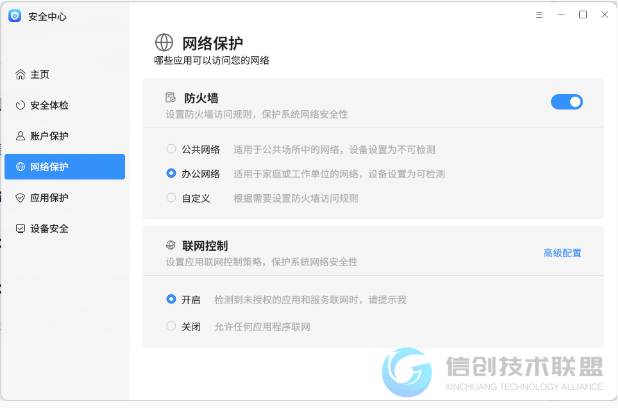 安全中心
网络保护
哪些应用可以访问您的网络
主页
安全体检
账户保护
网络保护
应用保护
设备安全
防火墙
设置防火墙访问规则，保护系统网络安全性
公共网络 适用于公共场所中的网络，设备设置为不可检测
办公网络 适用于家庭或工作单位的网络，设备设置为可检测
自定义 根据需要设置防火墙访问规则
联网控制
设置应用联网控制策略，保护系统网络安全性
高级配置
开启 检测到未授权的应用和服务联网时，请提示我
关闭 允许任何应用程序联网
信创技术联盟
XINCHUANG TECHNOLOGY ALLIANCE